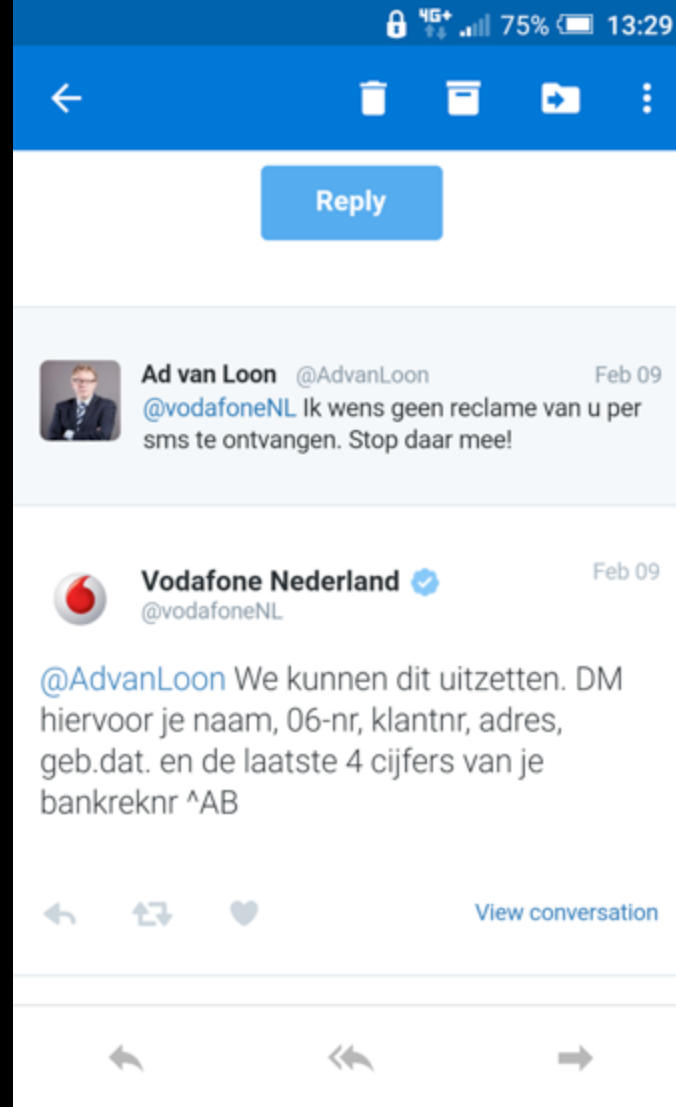 4G+ 75% 13:29
Reply
Ad van Loon @AdvanLoon Feb 09
@vodafoneNL Ik wens geen reclame van u per
sms te ontvangen. Stop daar mee!
Vodafone Nederland Feb 09
@vodafoneNL
@AdvanLoon We kunnen dit uitzetten. DM
hiervoor je naam, 06-nr, klantnr, adres,
geb.dat. en de laatste 4 cijfers van je
bankreknr ^AB
View conversation